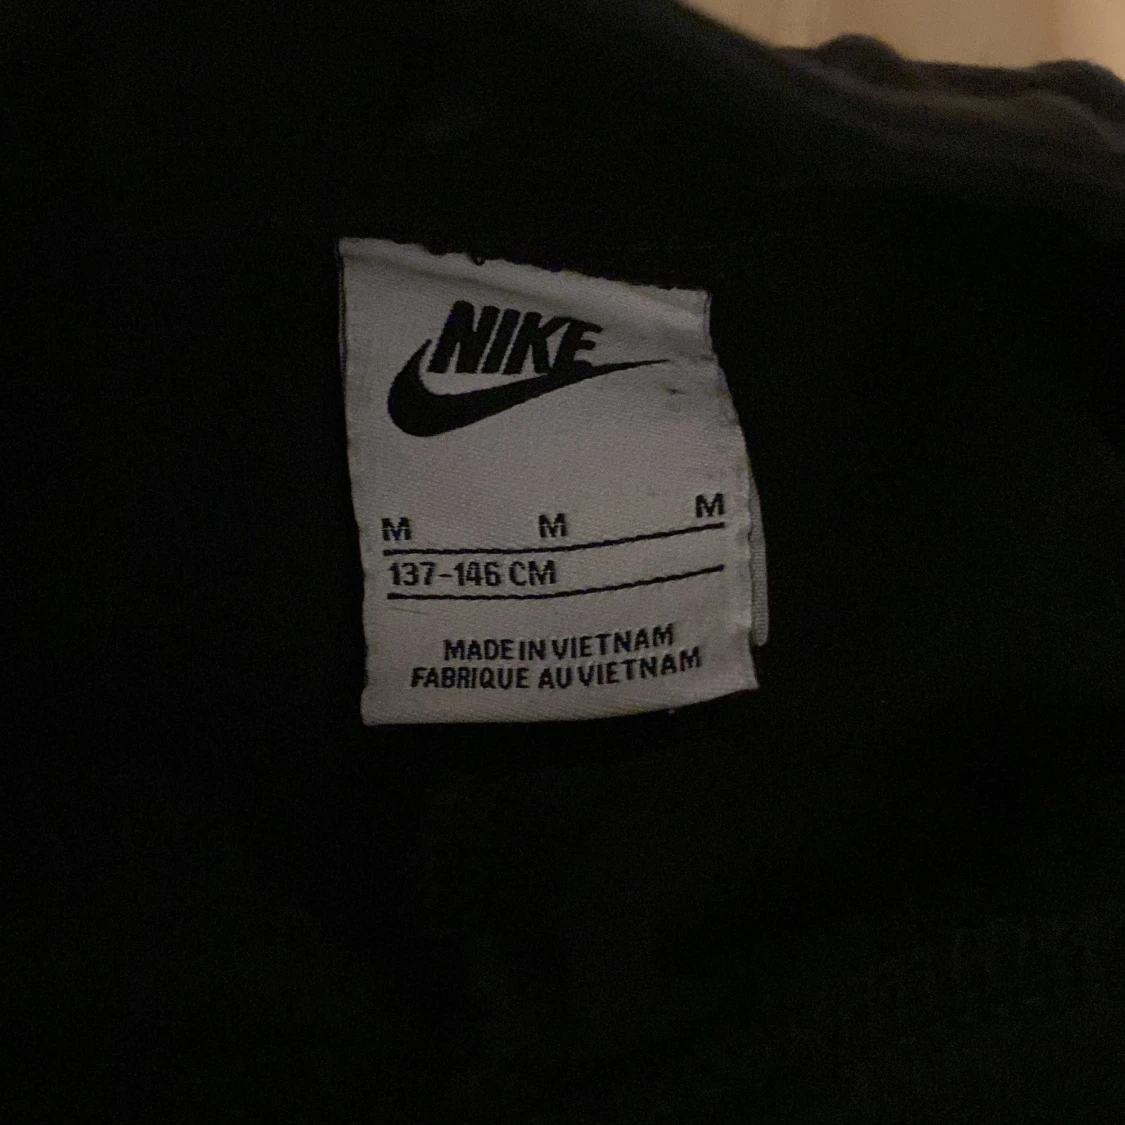 NIKE
M M M
137-146 CM
MADE IN VIETNAM
FABRIQUE AU VIETNAM